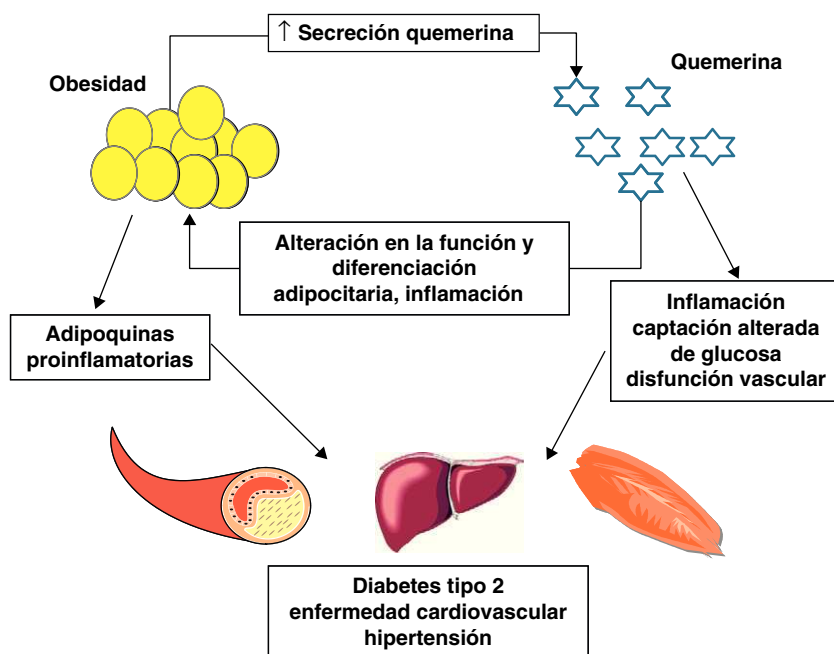 ↑ Secreción quemerina
Obesidad
Quemerina
Alteración en la función y
diferenciación
adipocitaria, inflamación
Adipoquinas
proinflamatorias
Inflamación
captación alterada
de glucosa
disfunción vascular
Diabetes tipo 2
enfermedad cardiovascular
hipertensión